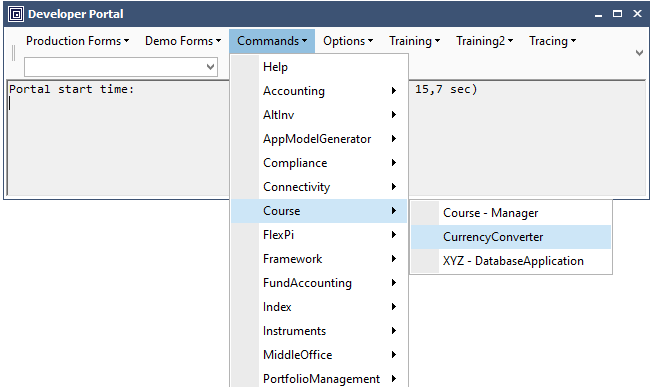 Developer Portal
Production Forms Demo Forms Commands Options Training Training2 Tracing
Portal start time: 15,7 sec)
Help
Accounting
AltInv
AppModelGenerator
Compliance
Connectivity
Course
Course - Manager
FlexPi
CurrencyConverter
Framework
XYZ - DatabaseApplication
FundAccounting
Index
Instruments
MiddleOffice
PortfolioManagement